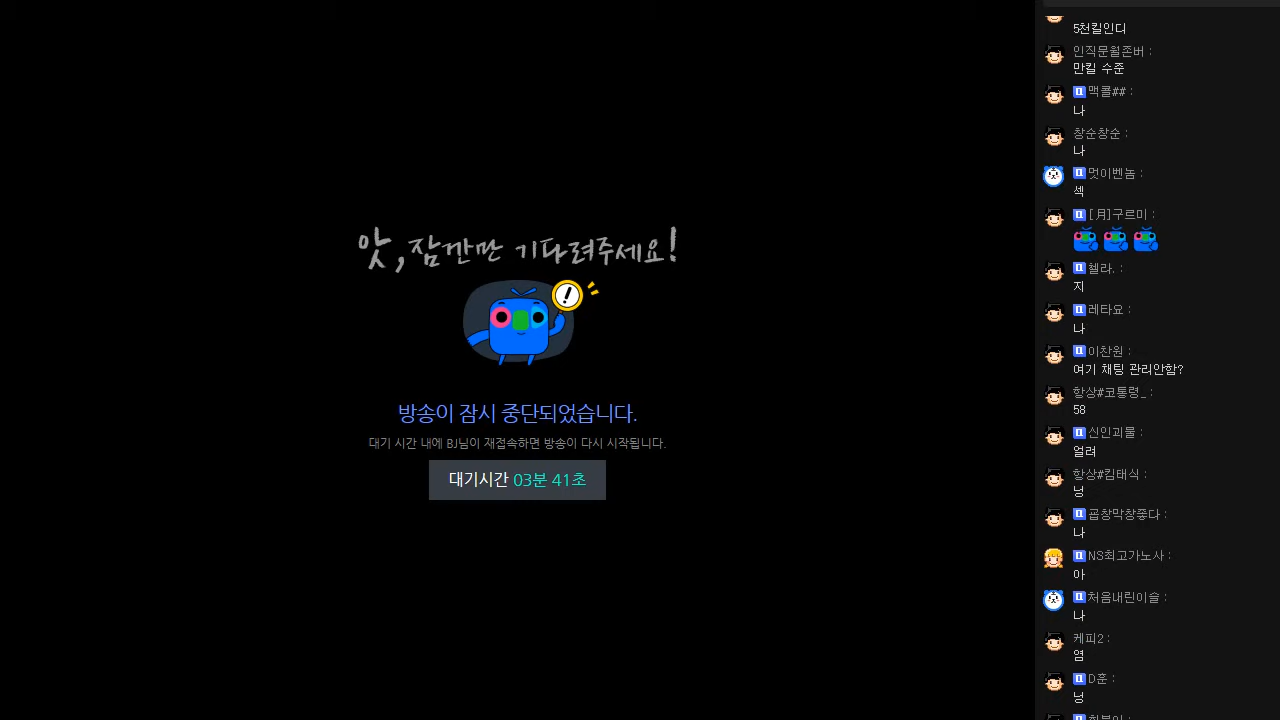 앗, 잠깐만 기다려주세요!
방송이 잠시 중단되었습니다.
대기 시간 내에 BJ님이 재접속하면 방송이 다시 시작됩니다.
대기시간 03분 41초
5천킬인디
인직문월존버 :
만킬 수준
맥콜## :
나
창순창순 :
나
멋이벤놈 :
섹
[月]구르미 :
첼라. :
지
레타요 :
나
이찬원 :
여기 채팅 관리안함?
항상#코통령_ :
58
신인괴물 :
얼려
항상#킴태식 :
넝
곱창막창좋다 :
나
NS최고가노사 :
아
처음내린이슬 :
나
케피2 :
염
D훈 :
넝